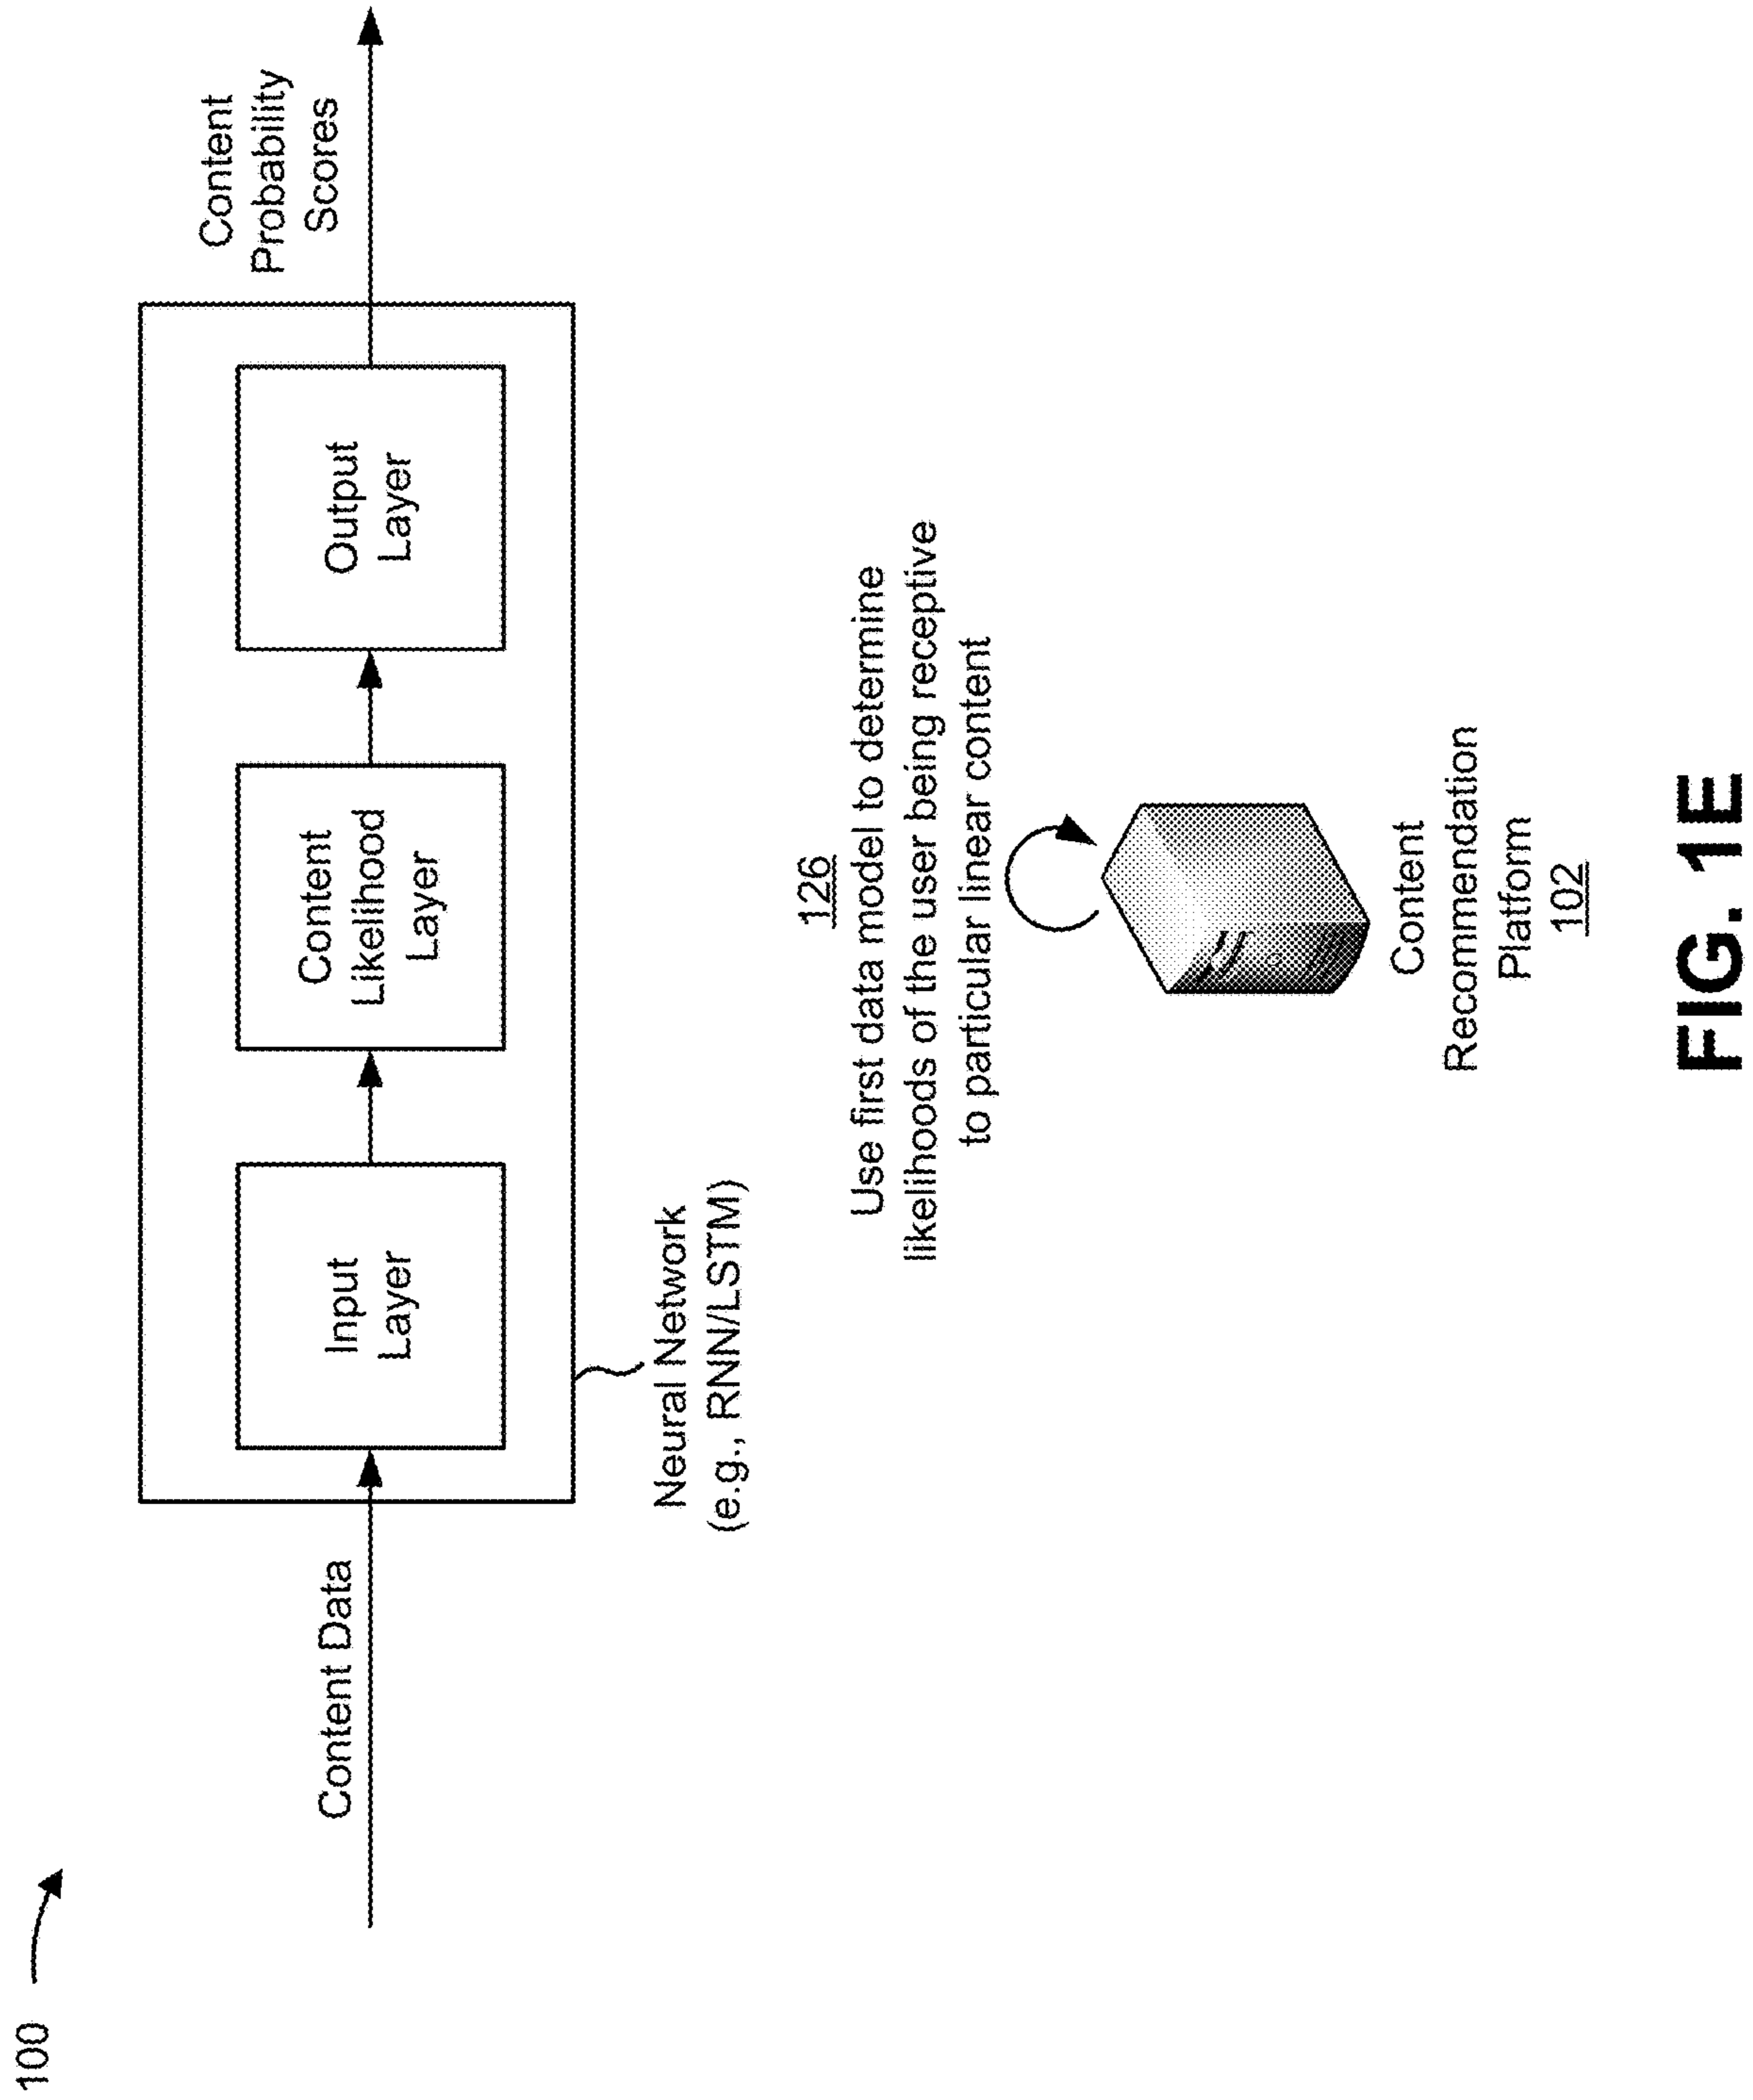 100
Content Data
Input
Layer
Content
Likelihood
Layer
Output
Layer
Content
Probability
Scores
Neural Network
(e.g., RNN/LSTM)
126
Use first data model to determine
likelihoods of the user being receptive
to particular linear content
Content
Recommendation
Platform
102
FIG. 1E